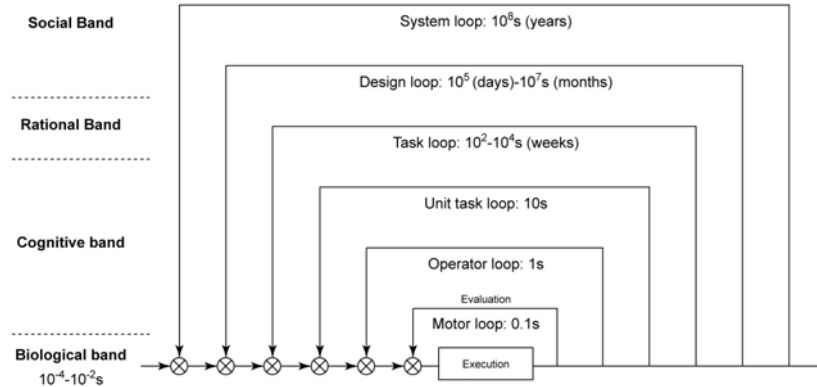 Social Band
System loop: 10⁸s (years)
Design loop: 10⁵ (days)-10⁷s (months)
Rational Band
Task loop: 10²-10⁴s (weeks)
Unit task loop: 10s
Cognitive band
Operator loop: 1s
Evaluation
Motor loop: 0.1s
Biological band
Execution
10⁻⁴-10⁻²s